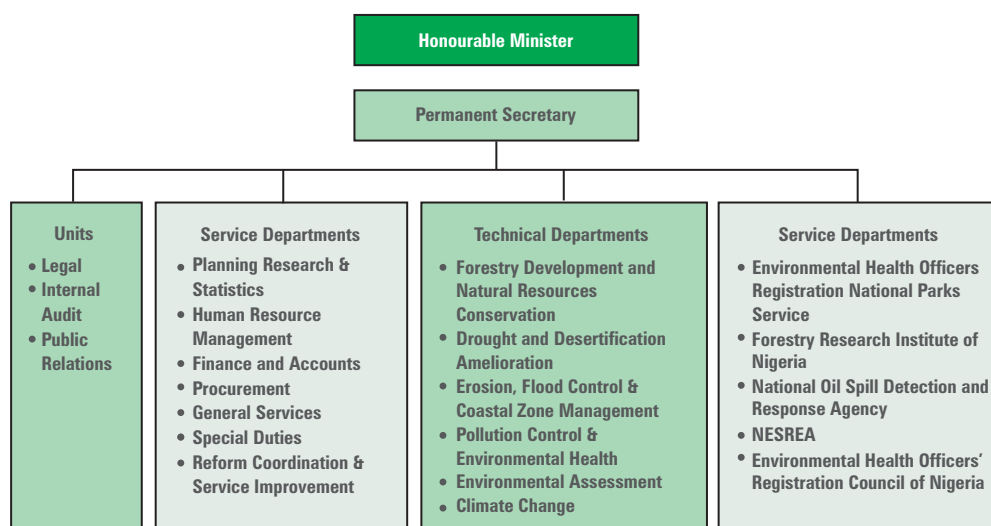 Honourable Minister
Permanent Secretary
Units
• Legal
• Internal
Audit
• Public
Relations
Service Departments
• Planning Research &
Statistics
• Human Resource
Management
• Finance and Accounts
• Procurement
• General Services
• Special Duties
• Reform Coordination &
Service Improvement
Technical Departments
• Forestry Development and
Natural Resources
Conservation
• Drought and Desertification
Amelioration
• Erosion, Flood Control &
Coastal Zone Management
• Pollution Control &
Environmental Health
• Environmental Assessment
• Climate Change
Service Departments
• Environmental Health Officers
Registration National Parks
Service
• Forestry Research Institute of
Nigeria
• National Oil Spill Detection and
Response Agency
• NESREA
• Environmental Health Officers’
Registration Council of Nigeria